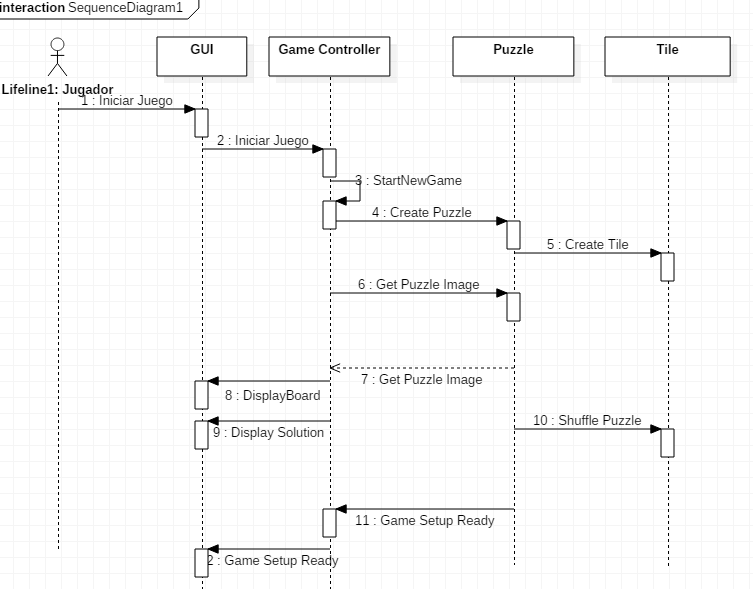 interaction SequenceDiagram1
GUI
Game Controller
Puzzle
Tile
Lifeline1: Jugador
1 : Iniciar Juego
2 : Iniciar Juego
3 : StartNewGame
4 : Create Puzzle
5 : Create Tile
6 : Get Puzzle Image
7 : Get Puzzle Image
8 : DisplayBoard
9 : Display Solution
10 : Shuffle Puzzle
11 : Game Setup Ready
2 : Game Setup Ready